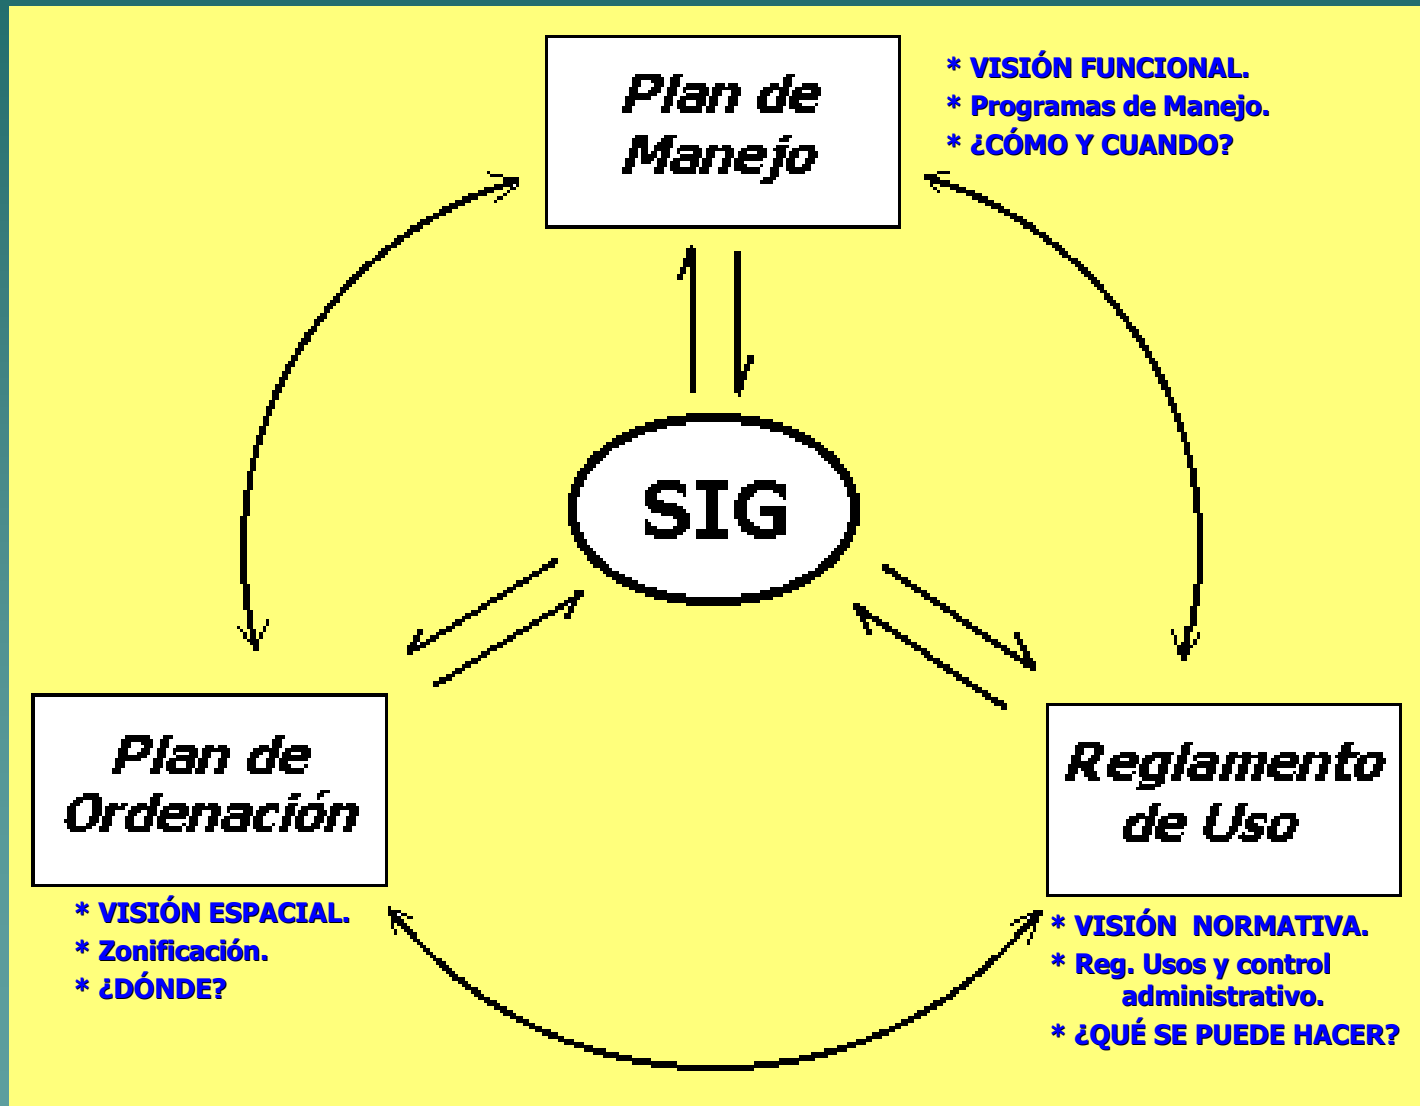 Plan de
Manejo
* VISIÓN FUNCIONAL.
* Programas de Manejo.
* ¿CÓMO Y CUANDO?
SIG
Plan de
Ordenación
* VISIÓN ESPACIAL.
* Zonificación.
* ¿DÓNDE?
Reglamento
de Uso
* VISIÓN NORMATIVA.
* Reg. Usos y control
administrativo.
* ¿QUÉ SE PUEDE HACER?